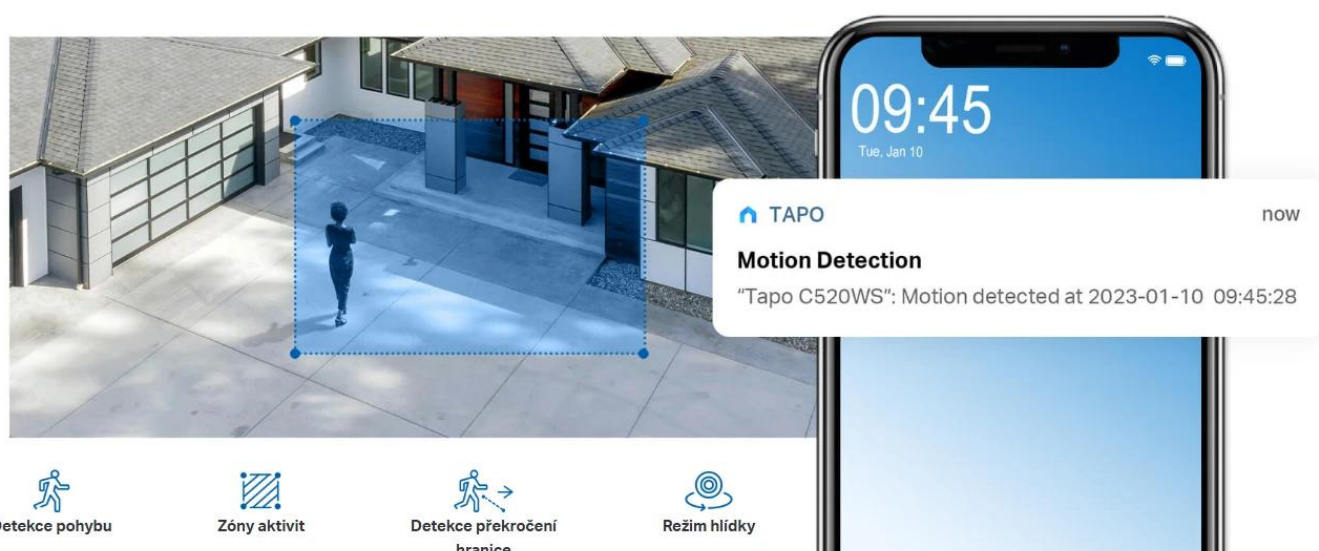 09:45
Tue, Jan 10
TAPO
now
Motion Detection
“Tapo C520WS”: Motion detected at 2023-01-10 09:45:28
Detekce pohybu
Zóny aktivit
Detekce překročení
hranice
Režim hlídky